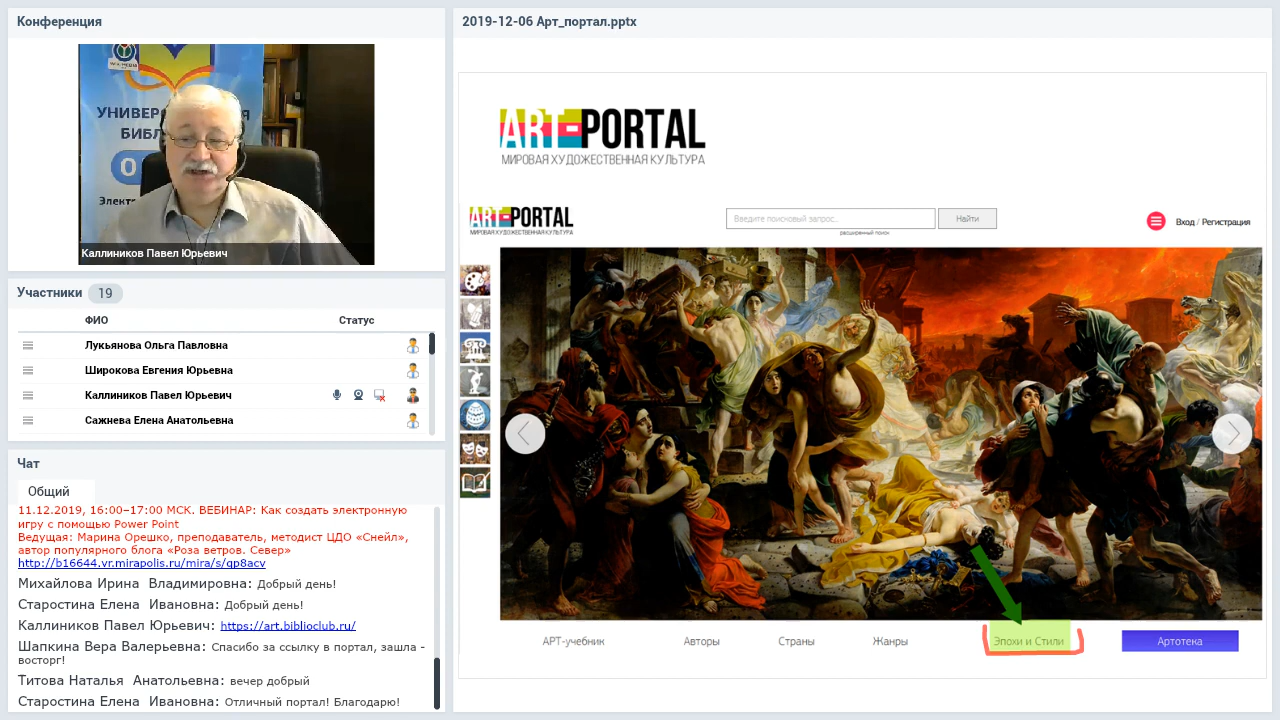 Конференция
УНИВЕР
БИБЛ
Каллиников Павел Юрьевич
Участники 19
ФИО Статус
Лукьянова Ольга Павловна
Широкова Евгения Юрьевна
Каллиников Павел Юрьевич
Сажнева Елена Анатольевна
Чат
Общий
11.12.2019, 16:00–17:00 МСК. ВЕБИНАР: Как создать электронную
игру с помощью Power Point
Ведущая: Марина Орешко, преподаватель, методист ЦДО «Снейл»,
автор популярного блога «Роза ветров. Север»
http://b16644.vr.mirapolis.ru/mira/s/qp8acv
Михайлова Ирина Владимировна: Добрый день!
Старостина Елена Ивановна: Добрый день!
Каллиников Павел Юрьевич: https://art.biblioclub.ru/
Шапкина Вера Валерьевна: Спасибо за ссылку в портал, зашла -
восторг!
Титова Наталья Анатольевна: вечер добрый
Старостина Елена Ивановна: Отличный портал! Благодарю!
2019-12-06 Арт_портал.pptx
ART-PORTAL
МИРОВАЯ ХУДОЖЕСТВЕННАЯ КУЛЬТУРА
ART-PORTAL
МИРОВАЯ ХУДОЖЕСТВЕННАЯ КУЛЬТУРА
Введите поисковый запрос... Найти
расширенный поиск
Вход / Регистрация
АРТ-учебник Авторы Страны Жанры Эпохи и Стили Артотека